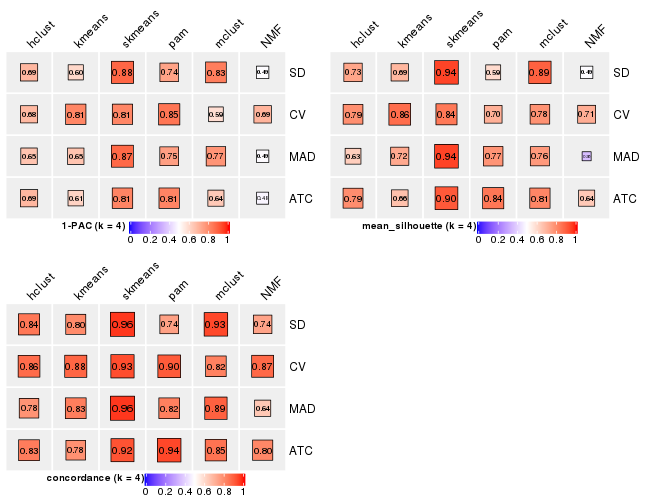 hclust kmeans skmeans pam mclust NMF
0.69 0.60 0.88 0.74 0.83 0.49 SD
0.68 0.81 0.81 0.85 0.59 0.69 CV
0.65 0.65 0.87 0.75 0.77 0.49 MAD
0.69 0.61 0.81 0.81 0.64 ATC
1-PAC (k = 4)
0 0.2 0.4 0.6 0.8 1
hclust kmeans skmeans pam mclust NMF
0.73 0.69 0.94 0.59 0.89 0.49 SD
0.79 0.86 0.84 0.70 0.78 0.71 CV
0.63 0.72 0.94 0.77 0.76 MAD
0.79 0.66 0.90 0.84 0.81 0.64 ATC
mean_silhouette (k = 4)
0 0.2 0.4 0.6 0.8 1
hclust kmeans skmeans pam mclust NMF
0.84 0.80 0.96 0.74 0.93 0.74 SD
0.86 0.88 0.93 0.90 0.82 0.87 CV
0.78 0.83 0.96 0.82 0.89 0.64 MAD
0.83 0.78 0.92 0.94 0.85 0.80 ATC
concordance (k = 4)
0 0.2 0.4 0.6 0.8 1